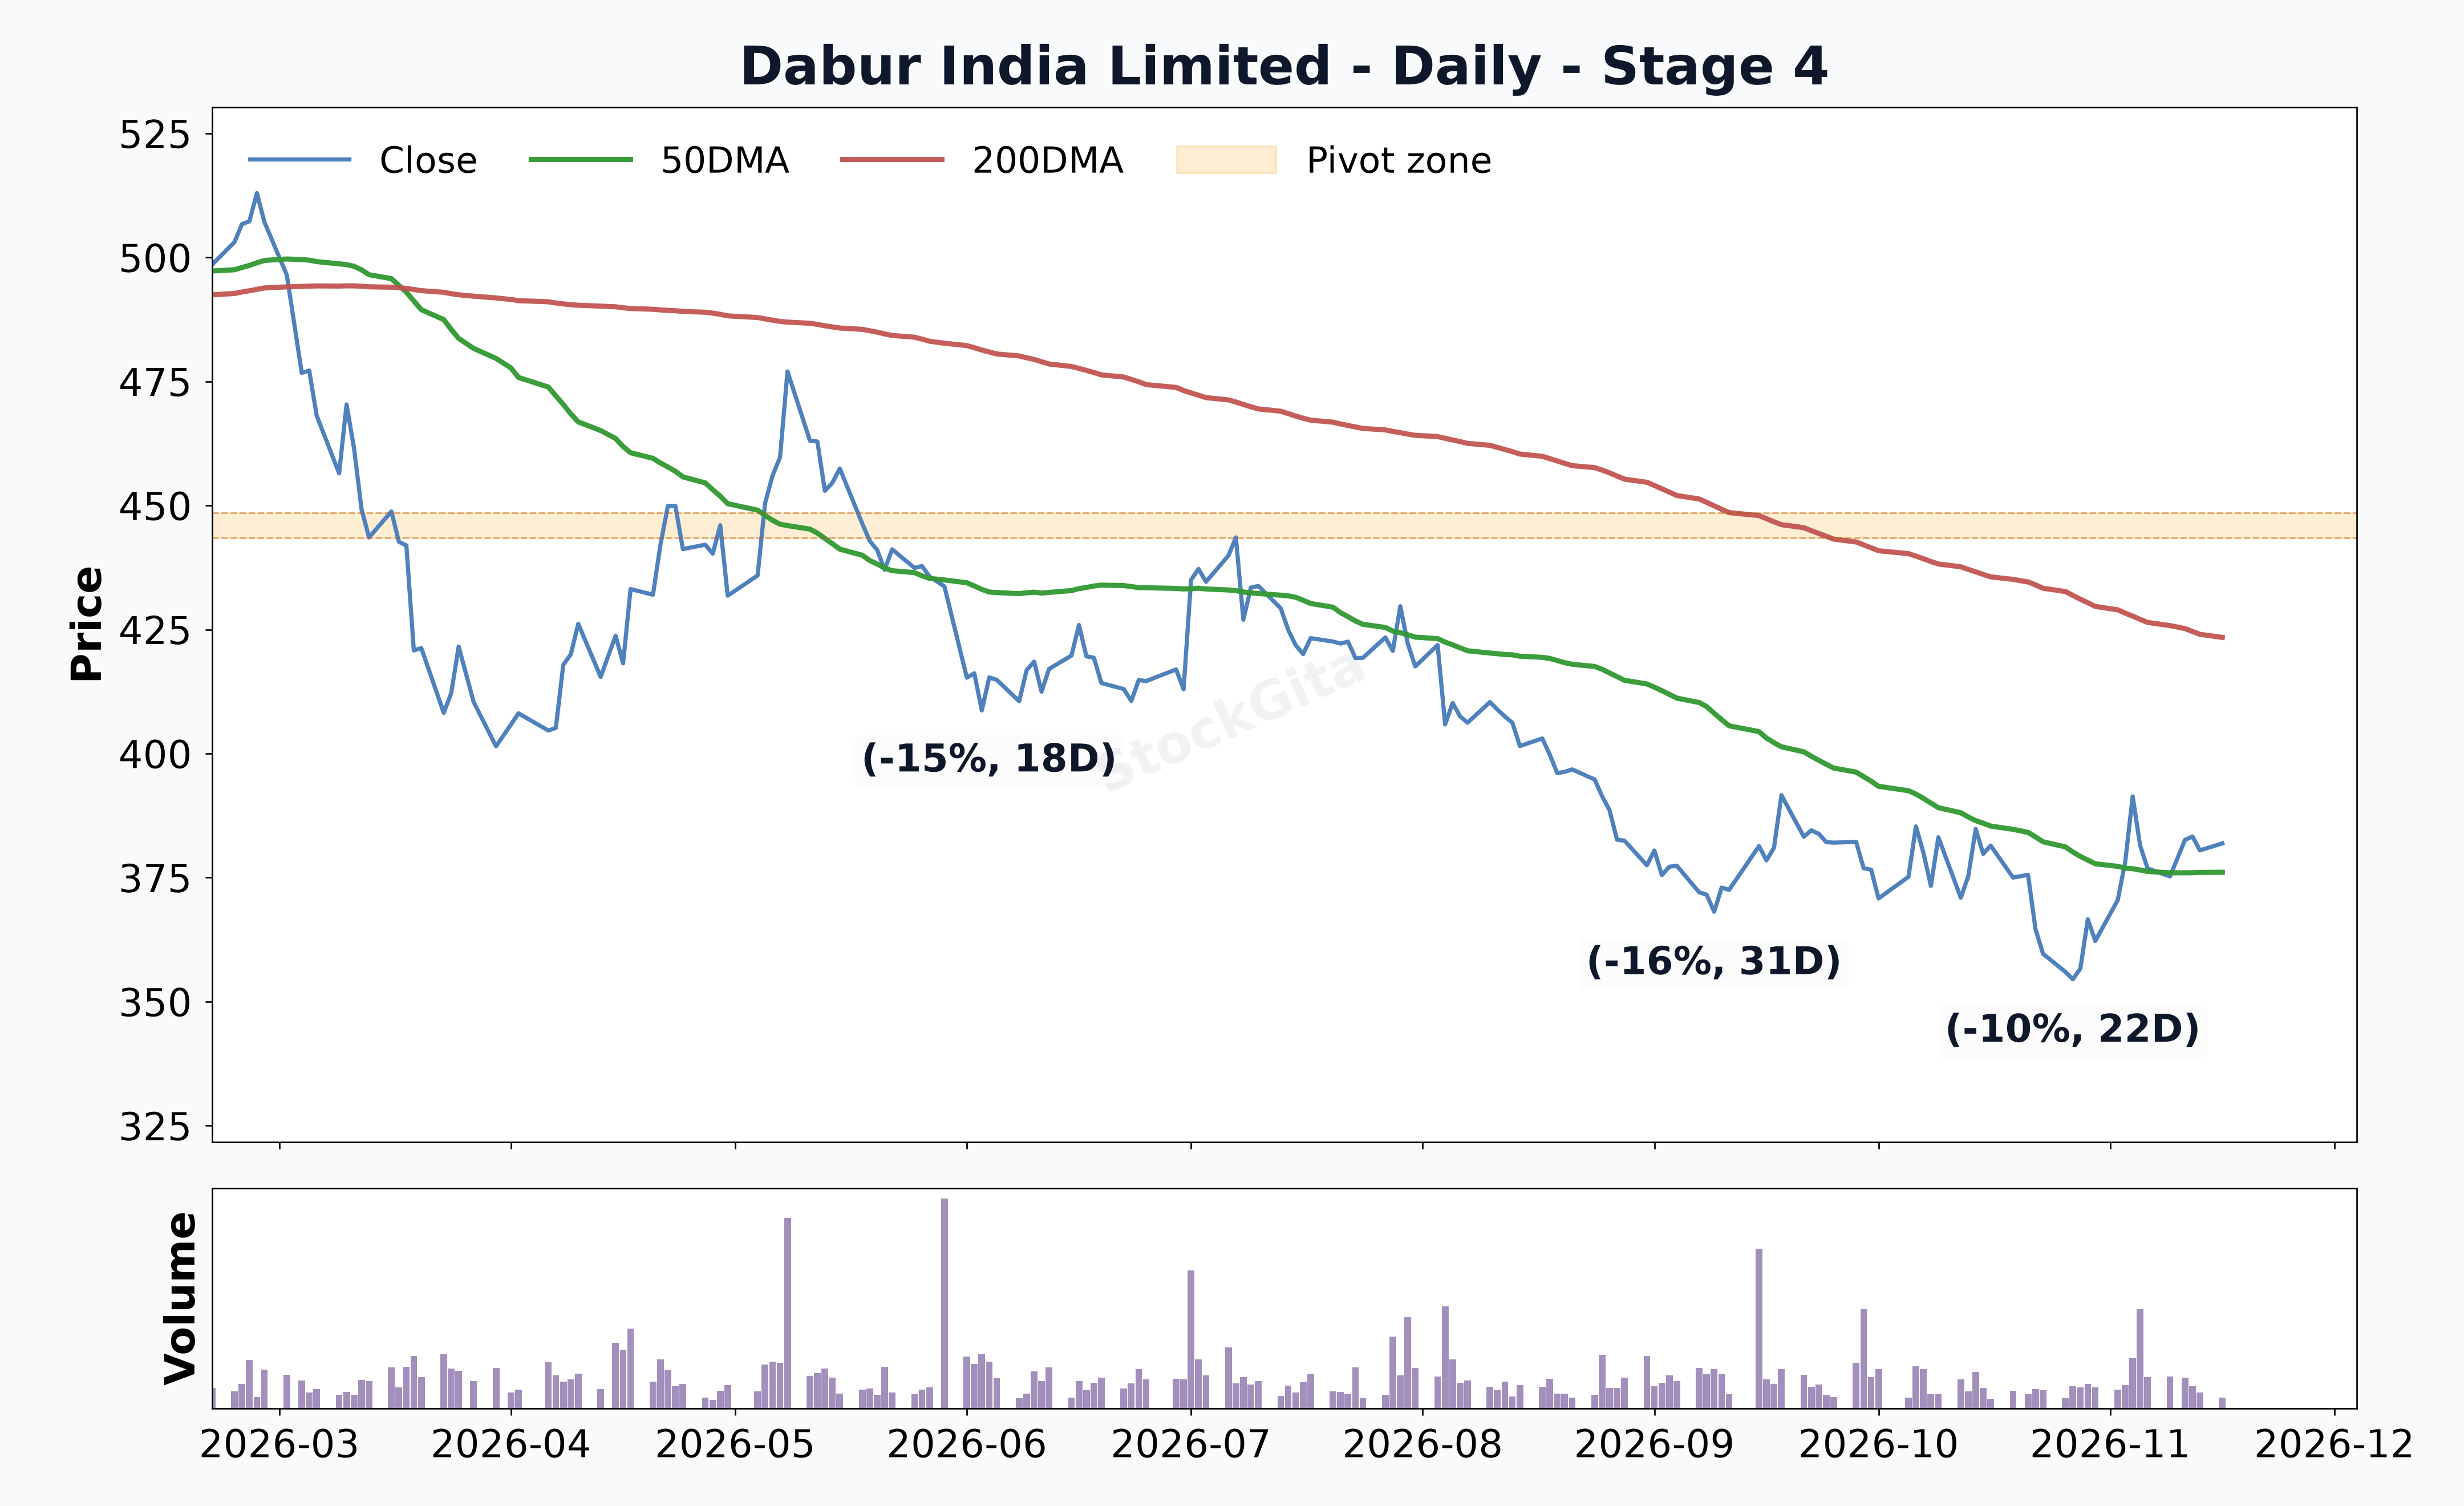 Dabur India Limited - Daily - Stage 4
Close 50DMA 200DMA Pivot zone
Price
525
500
475
450
425
400
375
350
325
StockGita
(-15%, 18D)
(-16%, 31D)
(-10%, 22D)
Volume
2026-03 2026-04 2026-05 2026-06 2026-07 2026-08 2026-09 2026-10 2026-11 2026-12